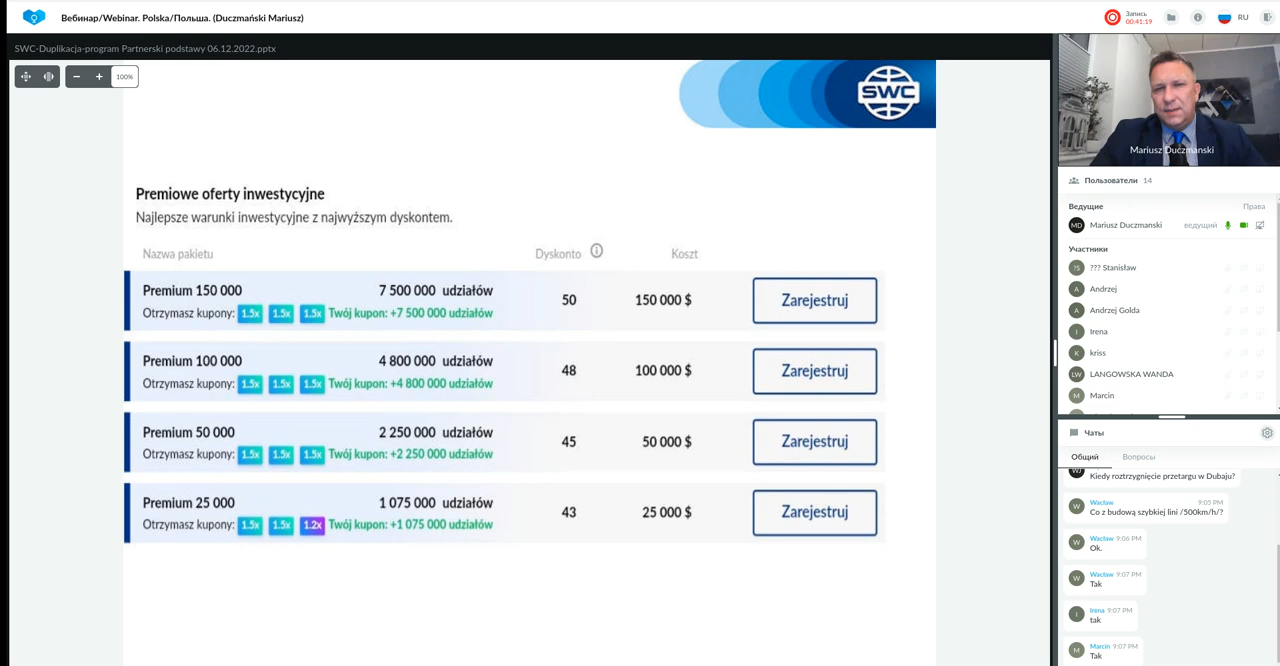 Вебинар/Webinar. Polska/Польша. (Duczmański Mariusz)
Запись
00:41:19
RU
SWC-Duplikacja-program Partnerski podstawy 06.12.2022.pptx
100%
SWC
Premiowe oferty inwestycyjne
Najlepsze warunki inwestycyjne z najwyższym dyskontem.
Nazwa pakietu Dyskonto Koszt
Premium 150 000 7 500 000 udziałów 50 150 000 $ Zarejestruj
Otrzymasz kupony: 1.5x 1.5x 1.5x Twój kupon: +7 500 000 udziałów
Premium 100 000 4 800 000 udziałów 48 100 000 $ Zarejestruj
Otrzymasz kupony: 1.5x 1.5x 1.5x Twój kupon: +4 800 000 udziałów
Premium 50 000 2 250 000 udziałów 45 50 000 $ Zarejestruj
Otrzymasz kupony: 1.5x 1.5x 1.5x Twój kupon: +2 250 000 udziałów
Premium 25 000 1 075 000 udziałów 43 25 000 $ Zarejestruj
Otrzymasz kupony: 1.5x 1.5x 1.2x Twój kupon: +1 075 000 udziałów
Mariusz Duczmanski
Пользователи 14
Ведущие Права
MD Mariusz Duczmanski ведущий
Участники
?S ??? Stanisław
A Andrzej
A Andrzej Golda
I Irena
K kriss
LW LANGOWSKA WANDA
M Marcin
Чаты
Общий Вопросы
Kiedy roztrzygnięcie przetargu w Dubaju?
W Wacław 9:05 PM
Co z budową szybkiej lini /500km/h/?
W Wacław 9:06 PM
Ok.
W Wacław 9:07 PM
Tak
I Irena 9:07 PM
tak
M Marcin 9:07 PM
Tak